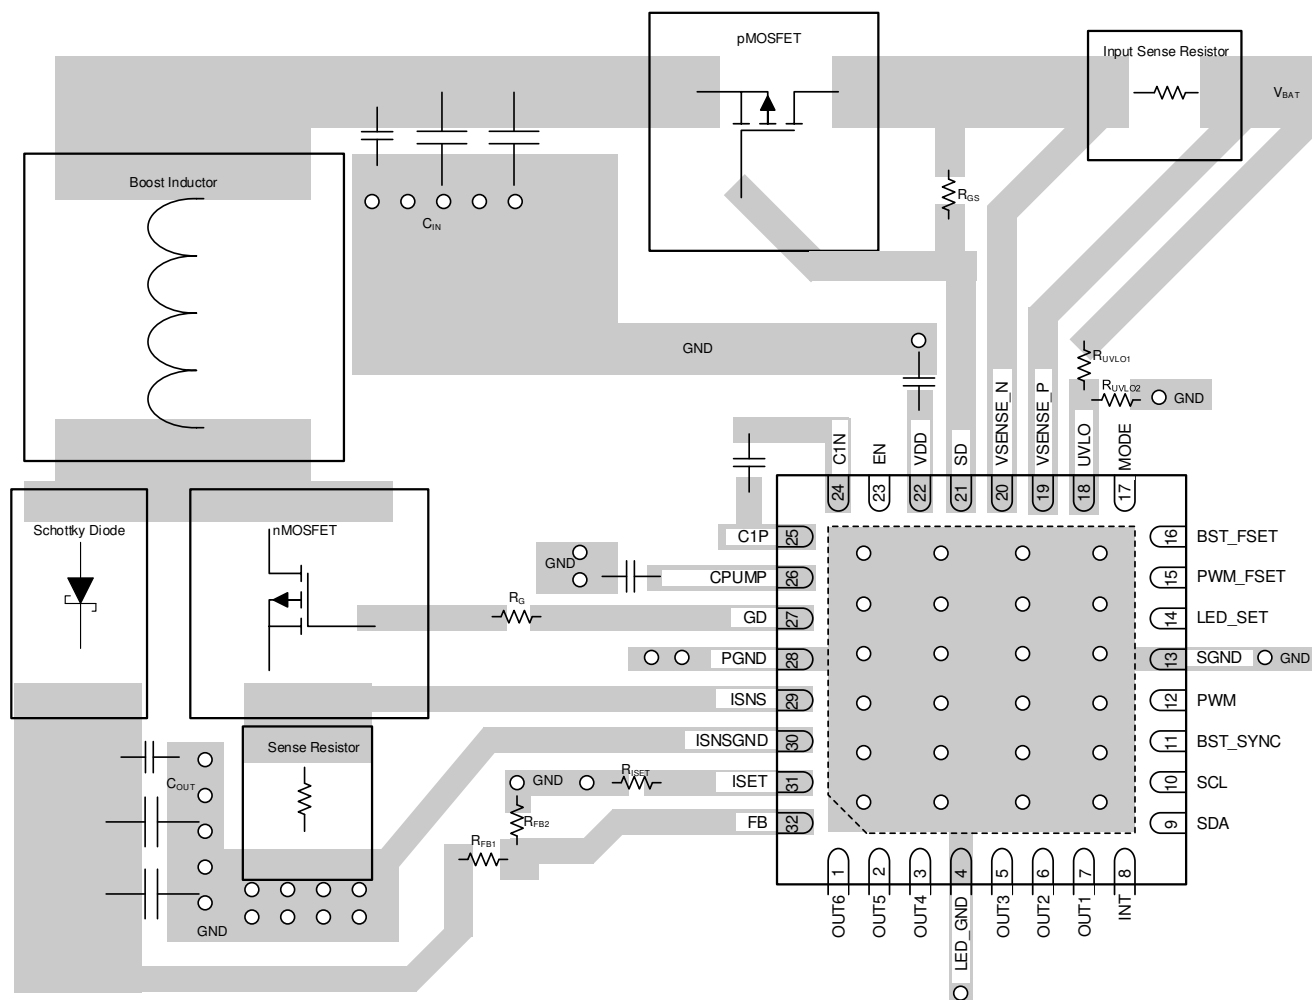 pMOSFET
Input Sense Resistor
VBAT
Boost Inductor
RGS
CIN
GND
RUVLO1
RUVLO2
GND
C1N
EN
VDD
SD
VSENSE_N
VSENSE_P
UVLO
MODE
24
23
22
21
20
19
18
17
Schottky Diode
nMOSFET
C1P
25
16
BST_FSET
GND
CPUMP
26
15
PWM_FSET
RG
GD
27
14
LED_SET
PGND
28
13
SGND
GND
ISNS
29
12
PWM
ISNSGND
30
11
BST_SYNC
Sense Resistor
COUT
GND
RISET
ISET
31
10
SCL
RFB2
FB
32
9
SDA
RFB1
1
2
3
4
5
6
7
8
OUT6
OUT5
OUT4
LED_GND
OUT3
OUT2
OUT1
INT
GND